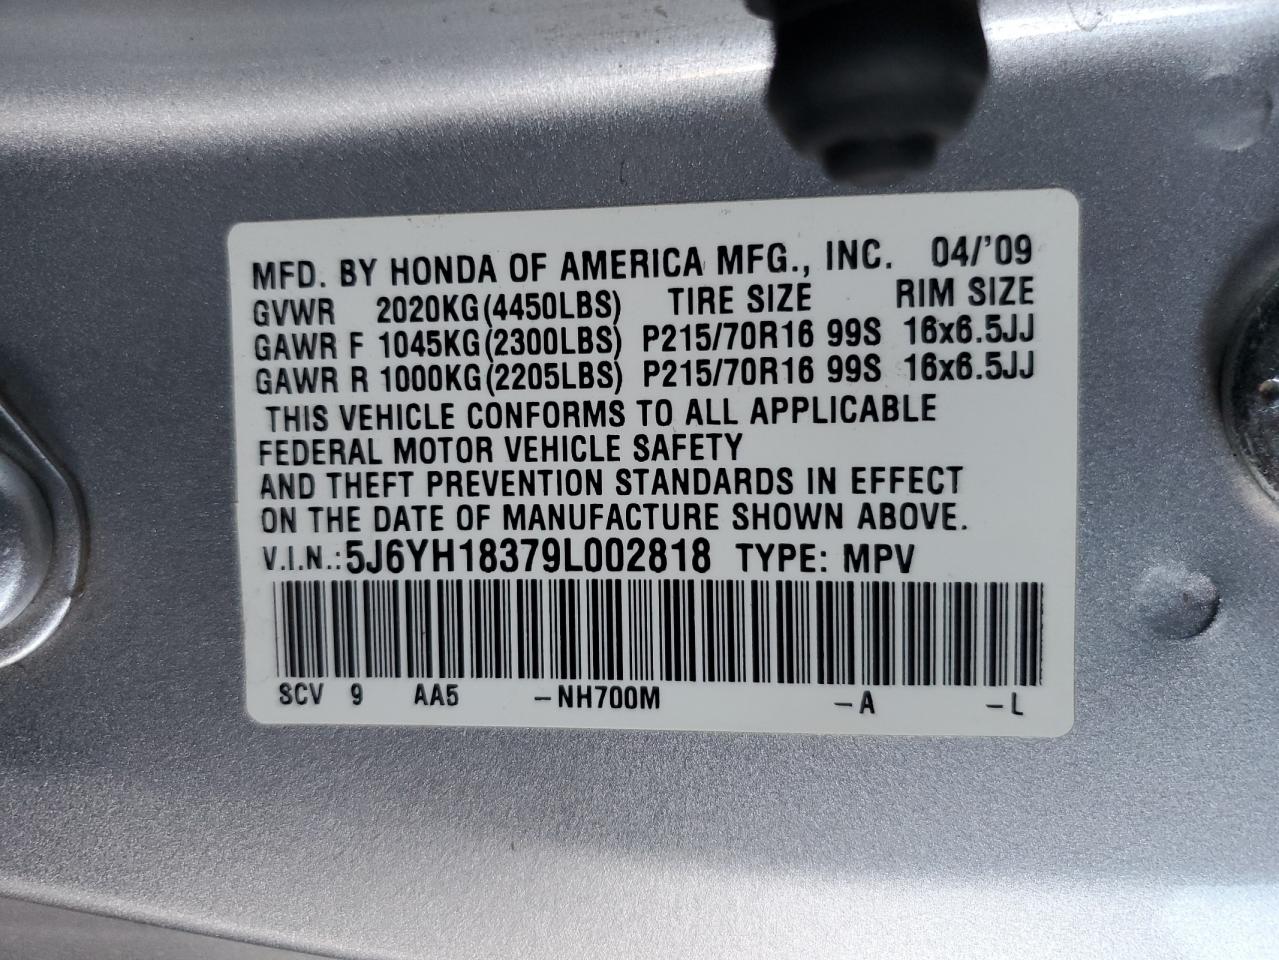 MFD. BY HONDA OF AMERICA MFG., INC. 04/'09
GVWR 2020KG(4450LBS) TIRE SIZE RIM SIZE
GAWR F 1045KG(2300LBS) P215/70R16 99S 16x6.5JJ
GAWR R 1000KG(2205LBS) P215/70R16 99S 16x6.5JJ
THIS VEHICLE CONFORMS TO ALL APPLICABLE
FEDERAL MOTOR VEHICLE SAFETY
AND THEFT PREVENTION STANDARDS IN EFFECT
ON THE DATE OF MANUFACTURE SHOWN ABOVE.
V.I.N.:5J6YH18379L002818 TYPE: MPV
SCV 9 AA5 –NH700M –A –L